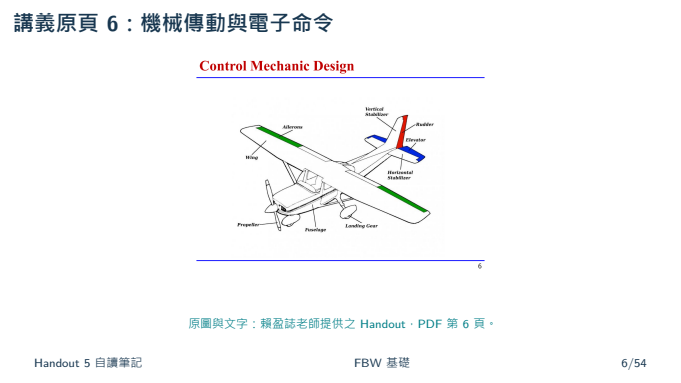 講義原頁 6：機械傳動與電子命令
Control Mechanic Design
Vertical
Stabilizer
Rudder
Ailerons
Elevator
Wing
Horizontal
Stabilizer
Propeller
Fuselage
Landing Gear
6
原圖與文字：賴盈誌老師提供之 Handout，PDF 第 6 頁。
Handout 5 自讀筆記
FBW 基礎
6/54